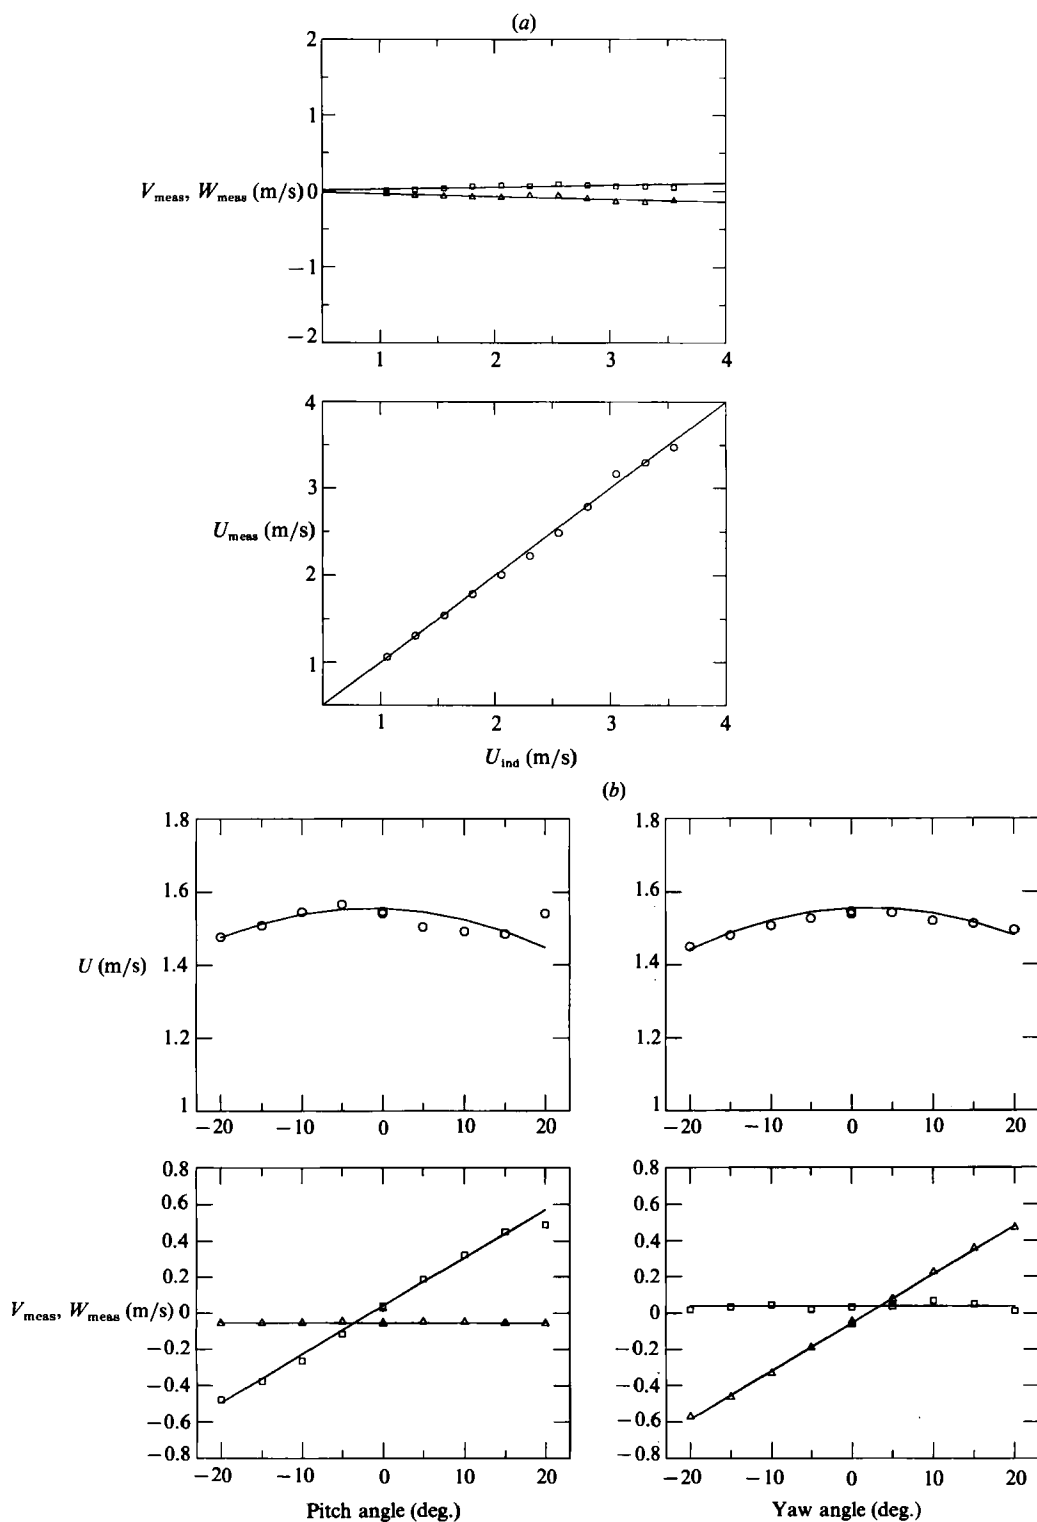 (a)
2
1
V_meas, W_meas (m/s) 0
−1
−2
1 2 3 4
4
3
U_meas (m/s)
2
1
1 2 3 4
U_ind (m/s)
(b)
1.8 1.8
1.6 1.6
U (m/s) 1.4 1.4
1.2 1.2
1 1
−20 −10 0 10 20 −20 −10 0 10 20
0.8 0.8
0.6 0.6
0.4 0.4
0.2 0.2
V_meas, W_meas (m/s) 0 0
−0.2 −0.2
−0.4 −0.4
−0.6 −0.6
−0.8 −0.8
−20 −10 0 10 20 −20 −10 0 10 20
Pitch angle (deg.) Yaw angle (deg.)